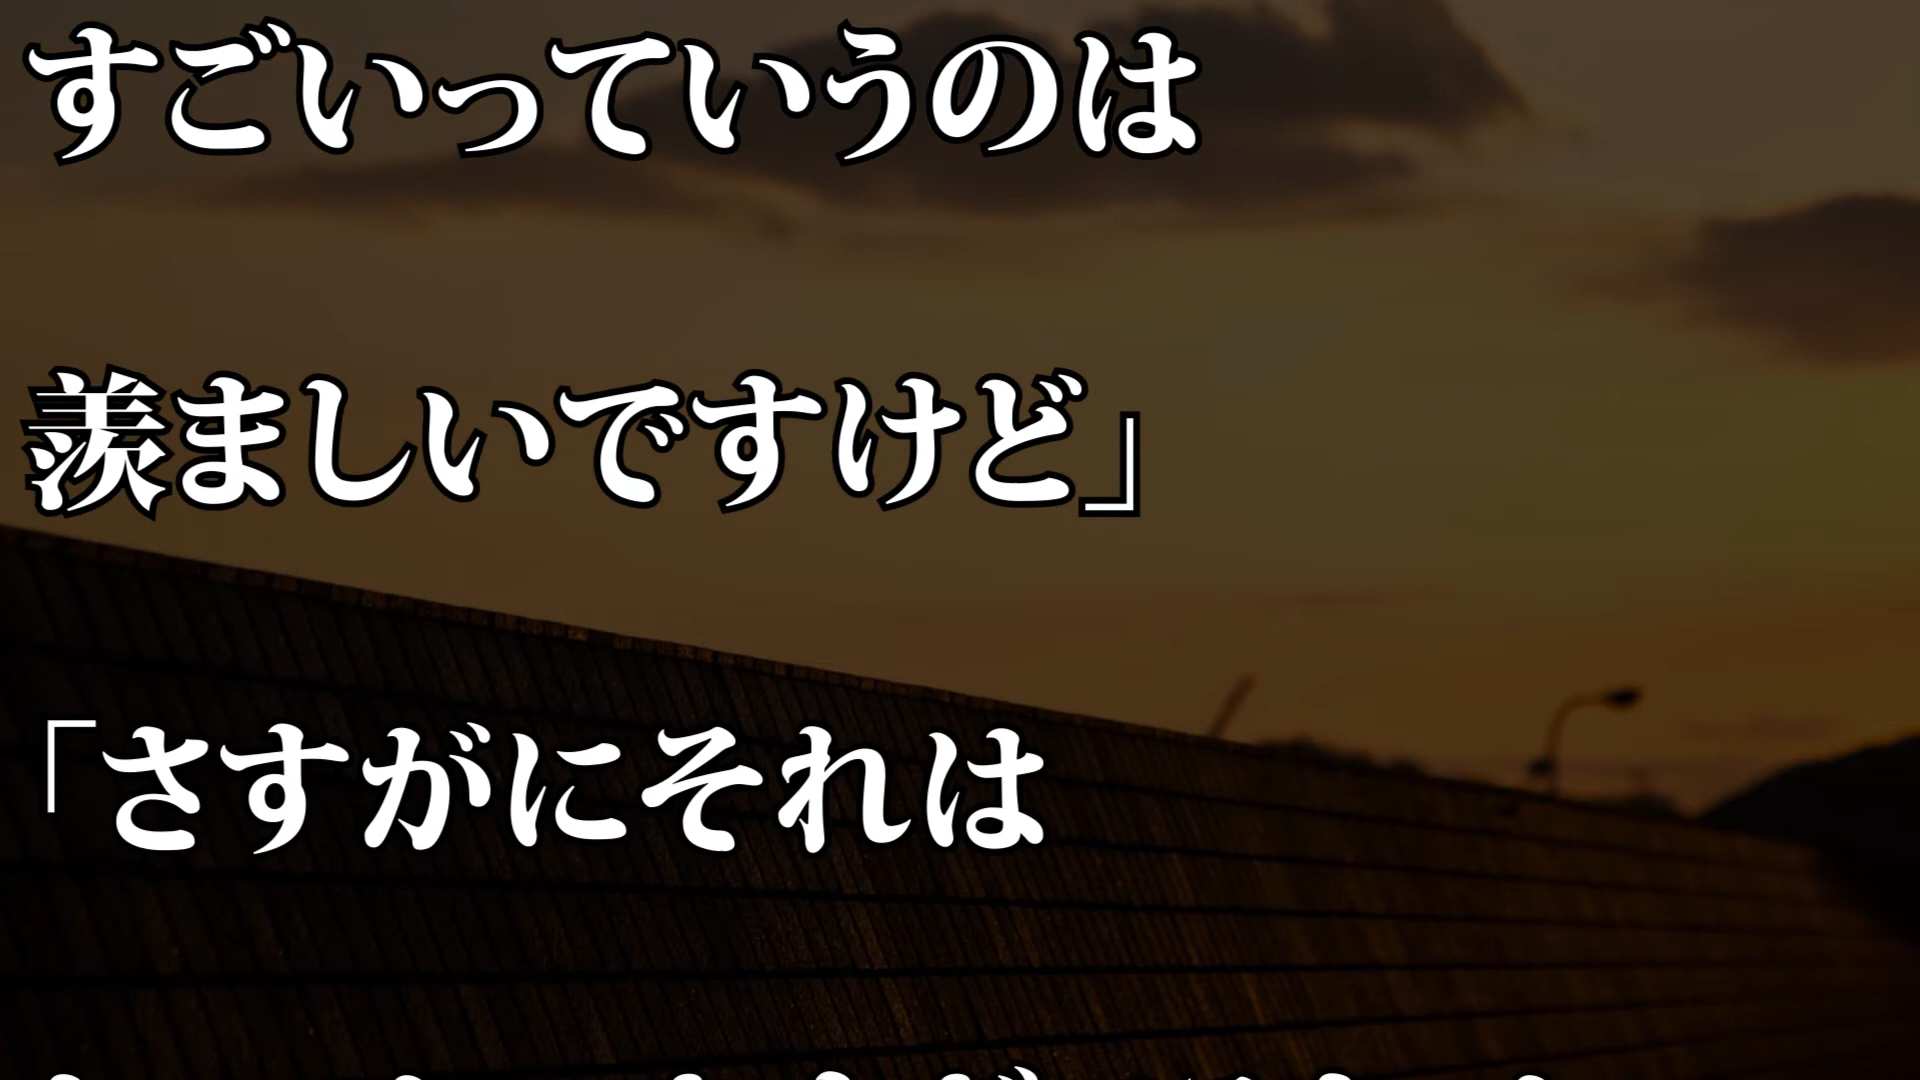 すごいっていうのは
羨ましいですけど」
「さすがにそれは